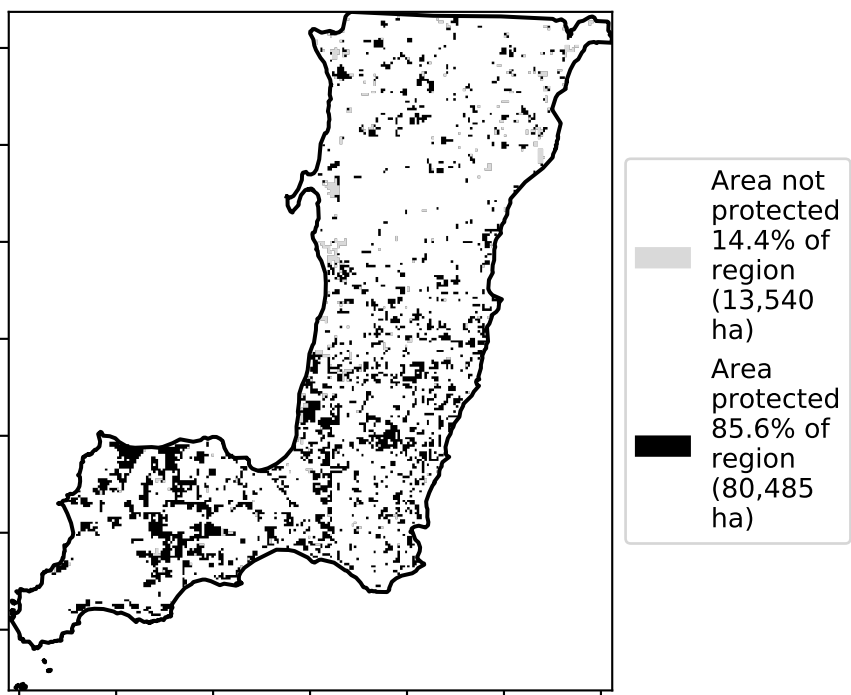 Area not
protected
14.4% of
region
(13,540
ha)
Area
protected
85.6% of
region
(80,485
ha)